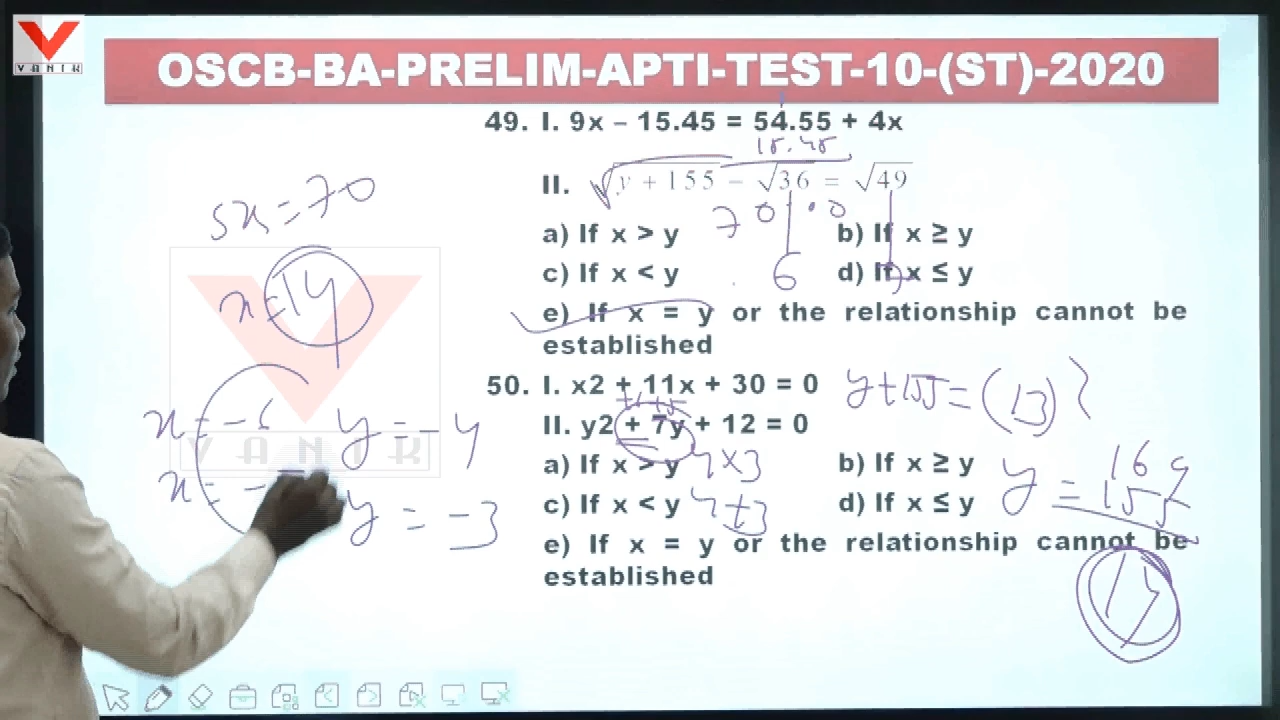 VANIK
OSCB-BA-PRELIM-APTI-TEST-10-(ST)-2020
49. I. 9x – 15.45 = 54.55 + 4x
15.45
II. √y + 155 – √36 = √49
70.0
6
a) If x > y b) If x ≥ y
c) If x < y d) If x ≤ y
e) If x = y or the relationship cannot be
established
50. I. x2 + 11x + 30 = 0
II. y2 + 7y + 12 = 0
a) If x > y b) If x ≥ y
c) If x < y d) If x ≤ y
e) If x = y or the relationship cannot be
established
5x = 70
x = 14
x = -6 y = -4
x = - y = -3
VANIK
4 x 3
4 + 3
y + 155 = (13)
169
y = 155
14